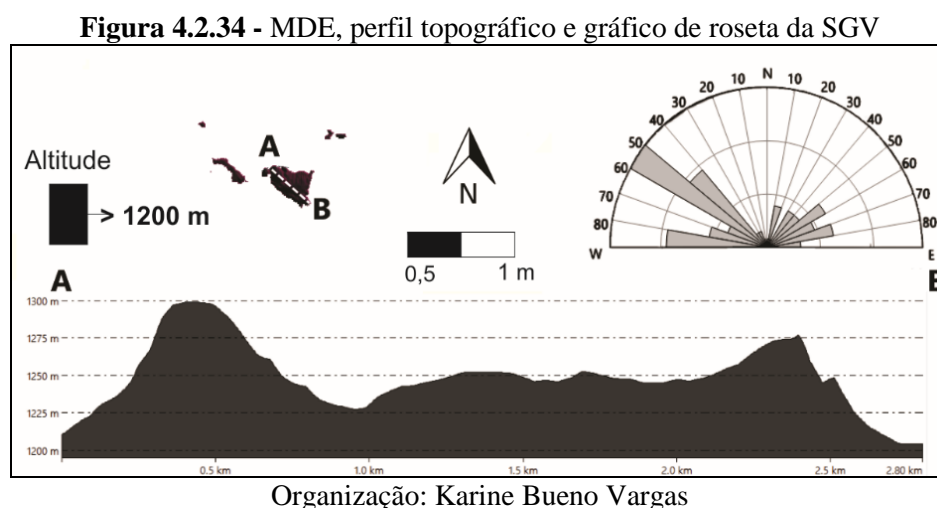 Figura 4.2.34 - MDE, perfil topográfico e gráfico de roseta da SGV
Altitude
> 1200 m
A
B
N
0,5 1 m
80 70 60 50 40 30 20 10 N 10 20 30 40 50 60 70 80
W E
A B
1300 m
1275 m
1250 m
1225 m
1200 m
0.5 km 1.0 km 1.5 km 2.0 km 2.5 km 2.80 km
Organização: Karine Bueno Vargas